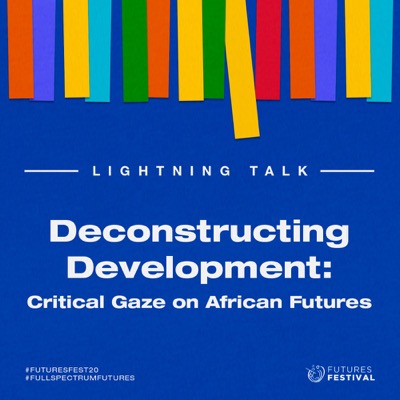 LIGHTNING TALK
Deconstructing
Development:
Critical Gaze on African Futures
#FUTURESFEST20
#FULLSPECTRUMFUTURES
FUTURES
FESTIVAL